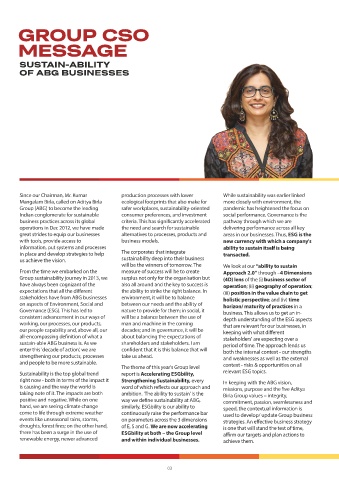 GROUP CSO
MESSAGE
SUSTAIN-ABILITY
OF ABG BUSINESSES
Since our Chairman, Mr. Kumar
Mangalam Birla, called on Aditya Birla
Group (ABG) to become the leading
Indian conglomerate for sustainable
business practices across its global
operations in Dec 2012, we have made
great strides to equip our businesses
with tools, provide access to
information, put systems and processes
in place and develop strategies to help
us achieve the vision.
From the time we embarked on the
Group sustainability journey in 2013, we
have always been cognizant of the
expectations that all the different
stakeholders have from ABG businesses
on aspects of Environment, Social and
Governance (ESG). This has led to
consistent advancement in our ways of
working, our processes, our products,
our people capability and, above all, our
all-encompassing definition of what a
sustain-able ABG business is. As we
enter this 'decade of action', we are
strengthening our products, processes
and people to be more sustainable.
Sustainability is the top global trend
right now - both in terms of the impact it
is causing and the way the world is
taking note of it. The impacts are both
positive and negative. While on one
hand, we are seeing climate change
come to life through extreme weather
events like unseasonal rains, storms,
droughts, forest fires; on the other hand,
there has been a surge in the use of
renewable energy, newer advanced
production processes with lower
ecological footprints that also make for
safer workplaces, sustainability-oriented
consumer preferences, and investment
criteria. This has significantly accelerated
the need and search for sustainable
alternatives to processes, products and
business models.
The corporates that integrate
sustainability deep into their business
will be the winners of tomorrow. The
measure of success will be to create
surplus not only for the organisation but
also all around and the key to success is
the ability to strike the right balance. In
environment, it will be to balance
between our needs and the ability of
nature to provide for them; in social, it
will be a balance between the use of
man and machine in the coming
decades; and in governance, it will be
about balancing the expectations of
shareholders and stakeholders. I am
confident that it is this balance that will
take us ahead.
The theme of this year's Group level
report is Accelerating ESGbility,
Strengthening Sustainability, every
word of which reflects our approach and
ambition. 'The ability to sustain' is the
way we define sustainability at ABG,
similarly, ESGbility is our ability to
continuously raise the performance bar
on parameters across the 3 dimensions
of E, S and G. We are now accelerating
ESGbility at both – the Group level
and within individual businesses.
While sustainability was earlier linked
more closely with environment, the
pandemic has heightened the focus on
social performance. Governance is the
pathway through which we are
delivering performance across all key
areas in our businesses. Thus, ESG is the
new currency with which a company's
ability to sustain itself is being
transacted.
We look at our "ability to sustain
Approach 2.0" through - 4 Dimensions
(4D) lens of the (i) business sector of
operation; (ii) geography of operation;
(iii) position in the value chain to get
holistic perspective; and (iv) time
horizon/ maturity of practices in a
business. This allows us to get an in-
depth understanding of the ESG aspects
that are relevant for our businesses, in
keeping with what different
stakeholders' are expecting over a
period of time. The approach lends us
both the internal context – our strengths
and weaknesses as well as the external
context - risks & opportunities on all
relevant ESG topics.
In keeping with the ABG vision,
missions, purpose and the five Aditya
Birla Group values – integrity,
commitment, passion, seamlessness and
speed, the contextual information is
used to develop/ update Group business
strategies. An effective business strategy
is one that will stand the test of time,
affirm our targets and plan actions to
achieve them.